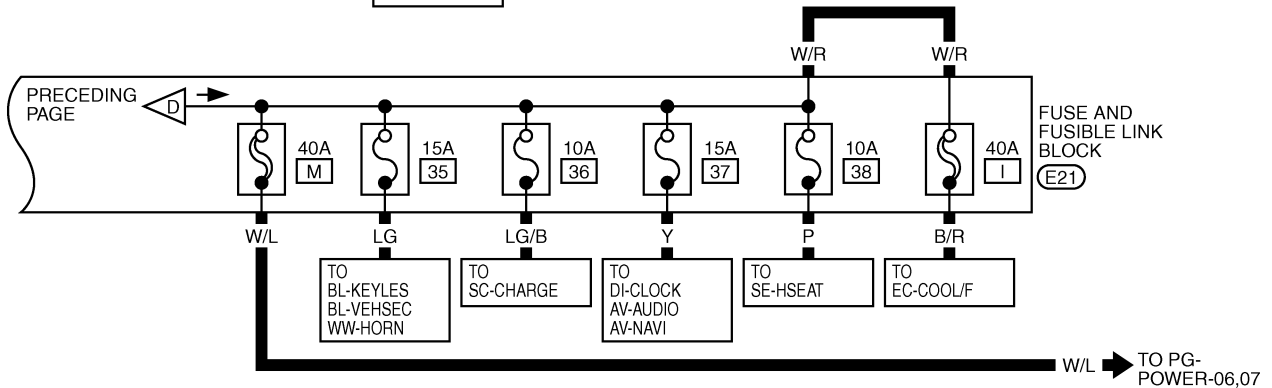 W/R W/R
PRECEDING
PAGE
D
FUSE AND
FUSIBLE LINK
BLOCK
E21
40A 15A 10A 15A 10A 40A
M 35 36 37 38 I
W/L LG LG/B Y P B/R
TO
BL-KEYLES
BL-VEHSEC
WW-HORN
TO
SC-CHARGE
TO
DI-CLOCK
AV-AUDIO
AV-NAVI
TO
SE-HSEAT
TO
EC-COOL/F
W/L
TO PG-
POWER-06,07